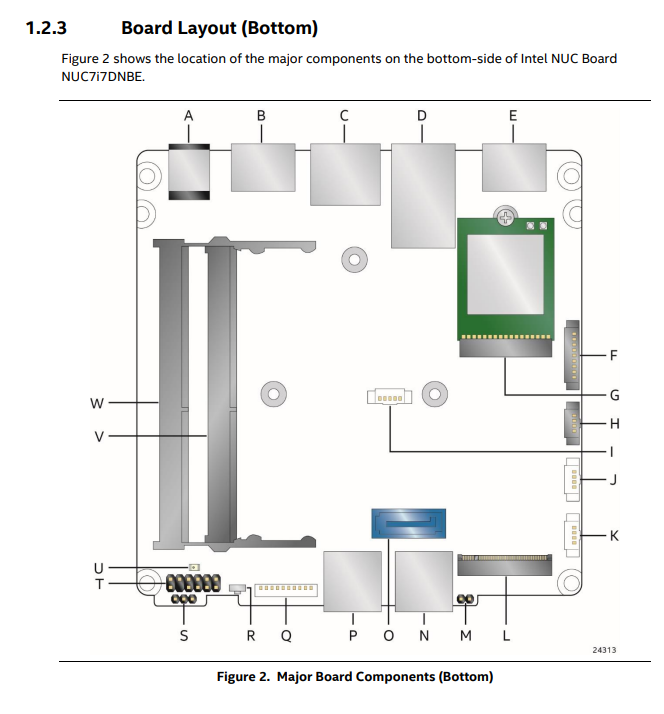 1.2.3 Board Layout (Bottom)
Figure 2 shows the location of the major components on the bottom-side of Intel NUC Board
NUC7i7DNBE.
A B C D E
F
G
W
H
V
I
J
K
U
T
S R Q P O N M L
24313
Figure 2. Major Board Components (Bottom)